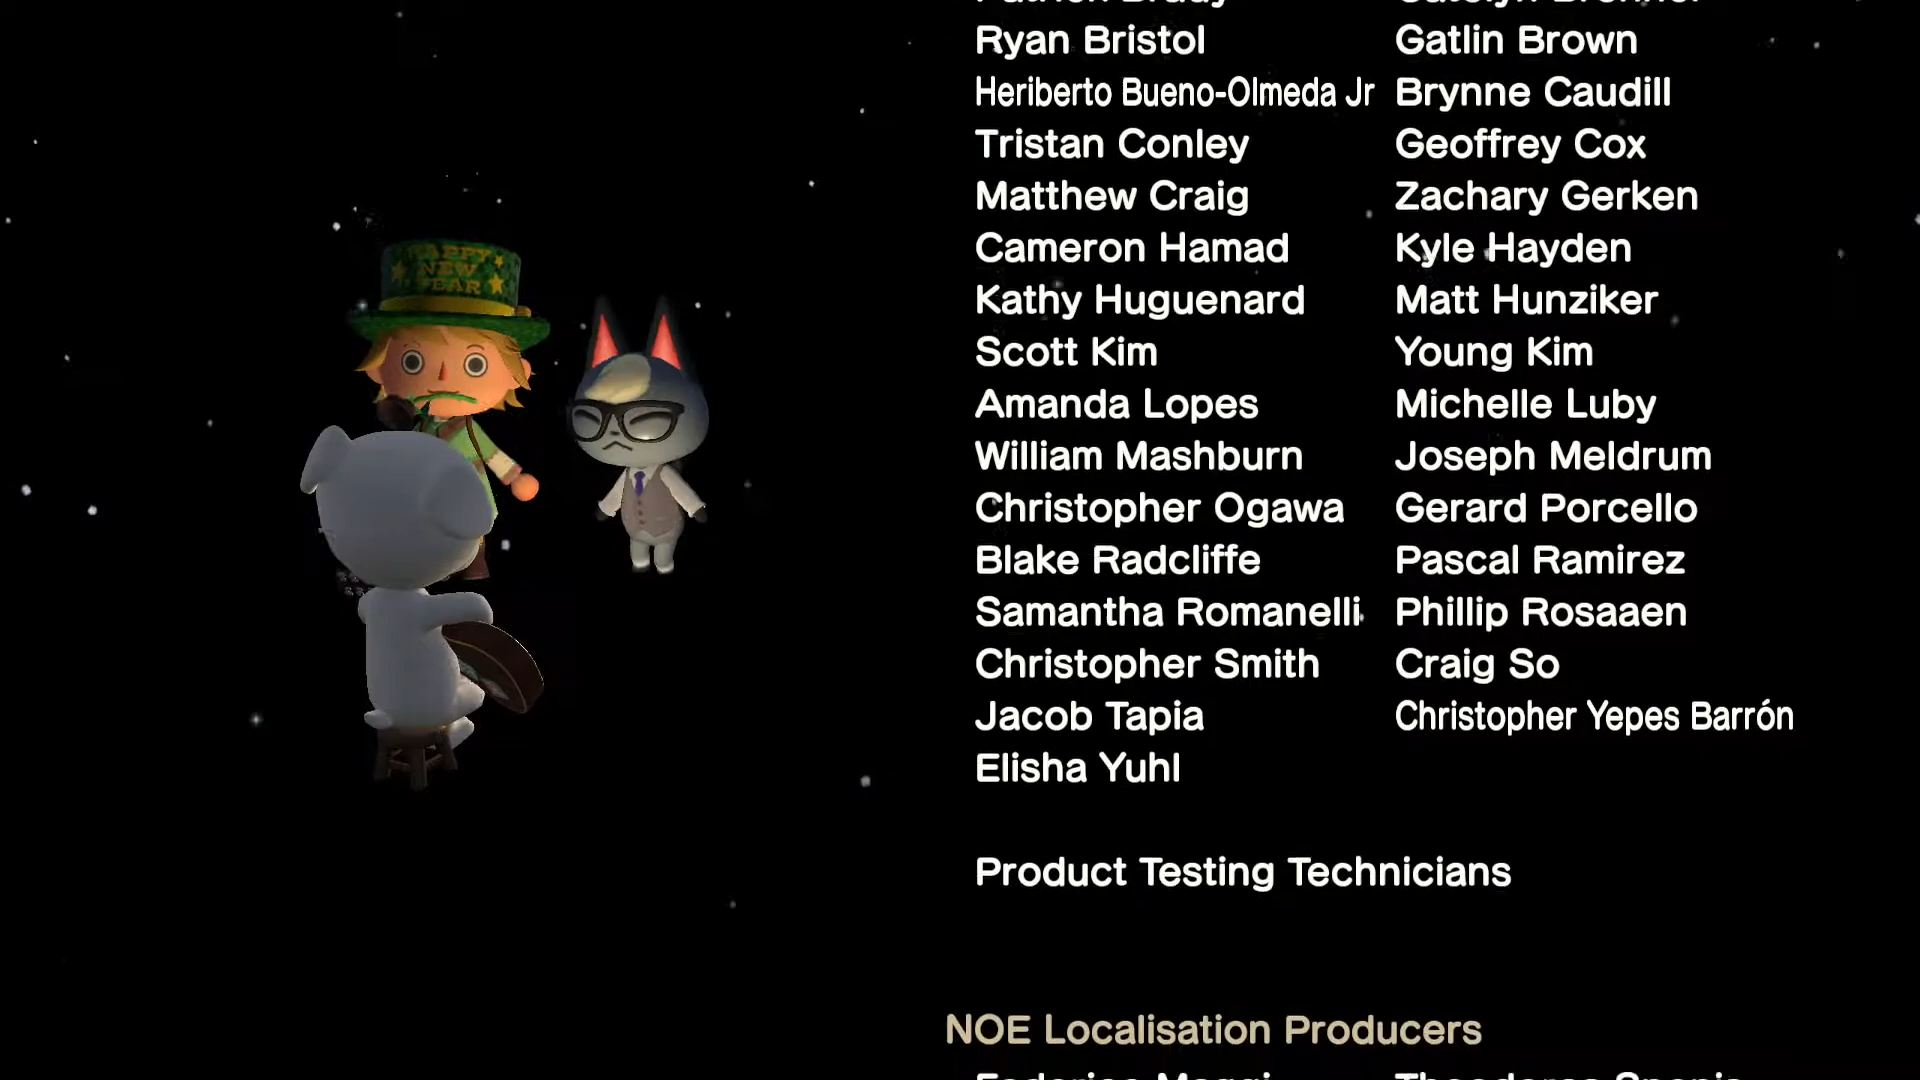 Ryan Bristol Gatlin Brown
Heriberto Bueno-Olmeda Jr Brynne Caudill
Tristan Conley Geoffrey Cox
Matthew Craig Zachary Gerken
Cameron Hamad Kyle Hayden
Kathy Huguenard Matt Hunziker
Scott Kim Young Kim
Amanda Lopes Michelle Luby
William Mashburn Joseph Meldrum
Christopher Ogawa Gerard Porcello
Blake Radcliffe Pascal Ramirez
Samantha Romanelli Phillip Rosaaen
Christopher Smith Craig So
Jacob Tapia Christopher Yepes Barrón
Elisha Yuhl
Product Testing Technicians
NOE Localisation Producers
HAPPY
NEW
YEAR